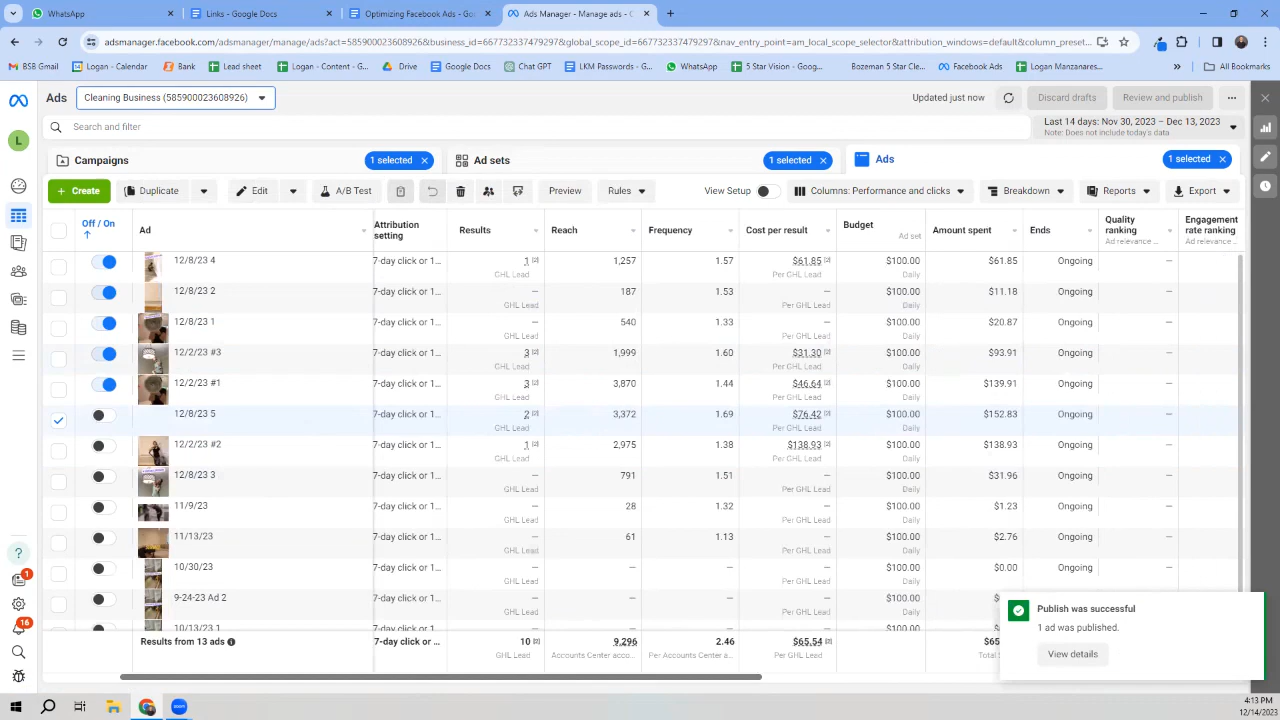 WhatsApp
Links - Google Docs
Optimizing Facebook Ads - Goo
Ads Manager - Manage ads - C
adsmanager.facebook.com/adsmanager/manage/ads?act=585900023608926&business_id=667732337479297&global_scope_id=667732337479297&nav_entry_point=am_local_scope_selector&attribution_windows=default&column_preset...
BSB Gmail
Logan - Calendar
Bank
Lead sheet
Logan - Content - G...
Drive
Google Docs
Chat GPT
LKM Passwords - G...
WhatsApp
5 Star Vision - Goog...
Bozeman 5 Star Cle...
Facebook Ads
Logan Manzanares...
»
All Bookmarks
Ads
Cleaning Business (585900023608926)
Updated just now
Discard drafts
Review and publish
...
L
Search and filter
Last 14 days: Nov 30, 2023 – Dec 13, 2023
Note: Does not include today's data
Campaigns
1 selected
Ad sets
1 selected
Ads
1 selected
+ Create
Duplicate
Edit
A/B Test
Preview
Rules
View Setup
Columns: Performance and clicks
Breakdown
Reports
Export
Off / On
Ad
Attribution setting
Results
Reach
Frequency
Cost per result
Budget
Ad set
Amount spent
Ends
Quality ranking
Ad relevance ...
Engagement rate ranking
Ad relevance ...
12/8/23 4 7-day click or 1... 1 [2] 1,257 1.57 $61.85 [2] $100.00 $61.85 Ongoing —
GHL Lead Per GHL Lead Daily
12/8/23 2 7-day click or 1... — 187 1.53 — $100.00 $11.18 Ongoing —
GHL Lead Per GHL Lead Daily
12/8/23 1 7-day click or 1... — 540 1.33 — $100.00 $20.87 Ongoing —
GHL Lead Per GHL Lead Daily
12/2/23 #3 7-day click or 1... 3 [2] 1,999 1.60 $31.30 [2] $100.00 $93.91 Ongoing —
GHL Lead Per GHL Lead Daily
12/2/23 #1 7-day click or 1... 3 [2] 3,870 1.44 $46.64 [2] $100.00 $139.91 Ongoing —
GHL Lead Per GHL Lead Daily
12/8/23 5 7-day click or 1... 2 [2] 3,372 1.69 $76.42 [2] $100.00 $152.83 Ongoing —
GHL Lead Per GHL Lead Daily
12/2/23 #2 7-day click or 1... 1 [2] 2,975 1.38 $138.93 [2] $100.00 $138.93 Ongoing —
GHL Lead Per GHL Lead Daily
12/8/23 3 7-day click or 1... — 791 1.51 — $100.00 $31.96 Ongoing —
GHL Lead Per GHL Lead Daily
11/9/23 7-day click or 1... — 28 1.32 — $100.00 $1.23 Ongoing —
GHL Lead Per GHL Lead Daily
11/13/23 7-day click or 1... — 61 1.13 — $100.00 $2.76 Ongoing —
GHL Lead Per GHL Lead Daily
10/30/23 7-day click or 1... — — — — $100.00 $0.00 Ongoing —
GHL Lead Per GHL Lead Daily
9-24-23 Ad 2 7-day click or 1... — — — — $100.00
GHL Lead Per GHL Lead Daily
10/13/23 1 7-day click or 1... — — — — $100.00
Results from 13 ads 7-day click or ... 10 [2] 9,296 2.46 $65.54 [2] $65
GHL Lead Accounts Center acco... Per Accounts Center a... Per GHL Lead Total
Publish was successful
1 ad was published.
View details
?
1
16
zoom
4:13 PM
12/14/2023